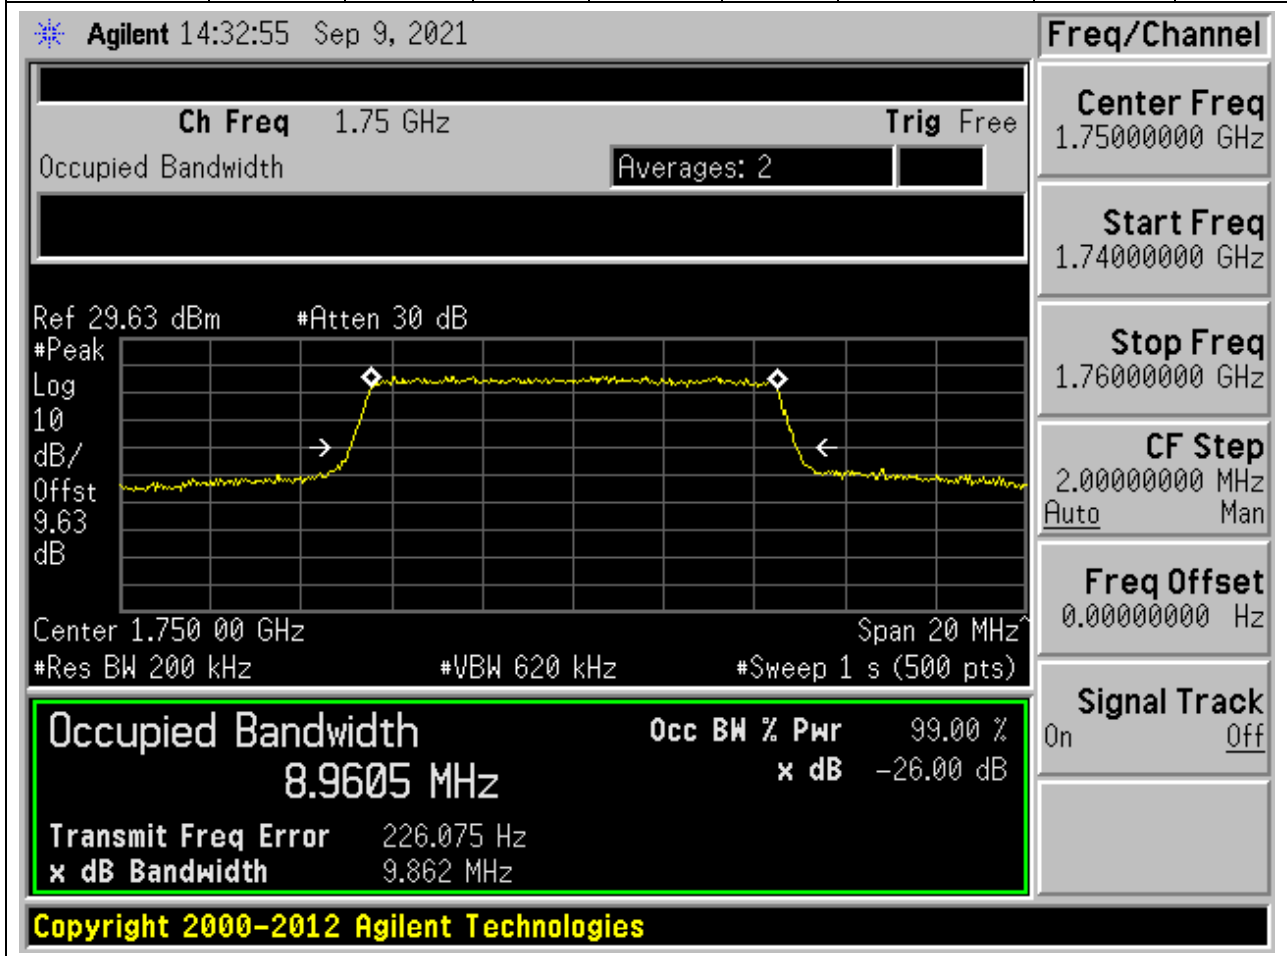 Agilent 14:32:55 Sep 9, 2021
Freq/Channel
Ch Freq 1.75 GHz Trig Free
Occupied Bandwidth Averages: 2
Center Freq
1.75000000 GHz
Start Freq
1.74000000 GHz
Stop Freq
1.76000000 GHz
CF Step
2.00000000 MHz
Auto Man
Freq Offset
0.00000000 Hz
Signal Track
On Off
Ref 29.63 dBm #Atten 30 dB
#Peak
Log
10
dB/
Offst
9.63
dB
Center 1.750 00 GHz Span 20 MHz^
#Res BW 200 kHz #VBW 620 kHz #Sweep 1 s (500 pts)
Occupied Bandwidth Occ BW % Pwr 99.00 %
8.9605 MHz x dB -26.00 dB
Transmit Freq Error 226.075 Hz
x dB Bandwidth 9.862 MHz
Copyright 2000-2012 Agilent Technologies